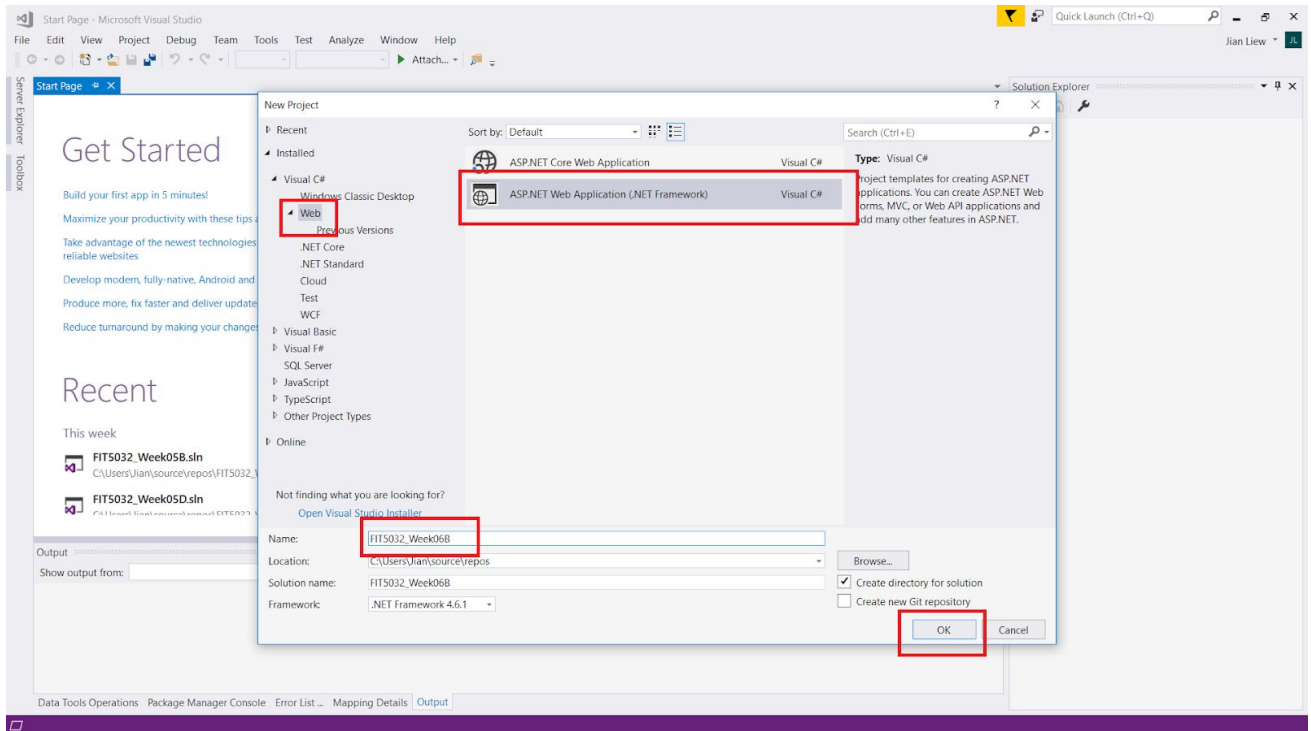 Start Page - Microsoft Visual Studio
Quick Launch (Ctrl+Q)
File Edit View Project Debug Team Tools Test Analyze Window Help
Jian Liew JL
Attach...
Server Explorer
Toolbox
Start Page
Solution Explorer
Get Started
Build your first app in 5 minutes!
Maximize your productivity with these tips
Take advantage of the newest technologies
reliable websites
Develop modern, fully-native, Android and
Produce more, fix faster and deliver update
Reduce turnaround by making your change
Recent
This week
FIT5032_Week05B.sln
C:\Users\Jian\source\repos\FIT5032_
FIT5032_Week05D.sln
C:\Users\Jian\source\repos\FIT5032
New Project
?
Recent
Installed
Visual C#
Windows Classic Desktop
Web
Previous Versions
.NET Core
.NET Standard
Cloud
Test
WCF
Visual Basic
Visual F#
SQL Server
JavaScript
TypeScript
Other Project Types
Online
Not finding what you are looking for?
Open Visual Studio Installer
Sort by: Default
Search (Ctrl+E)
ASP.NET Core Web Application Visual C#
ASP.NET Web Application (.NET Framework) Visual C#
Type: Visual C#
Project templates for creating ASP.NET
applications. You can create ASP.NET Web
Forms, MVC, or Web API applications and
add many other features in ASP.NET.
Name: FIT5032_Week06B
Location: C:\Users\Jian\source\repos
Browse...
Solution name: FIT5032_Week06B
Create directory for solution
Framework: .NET Framework 4.6.1
Create new Git repository
OK Cancel
Output
Show output from:
Data Tools Operations Package Manager Console Error List ... Mapping Details Output